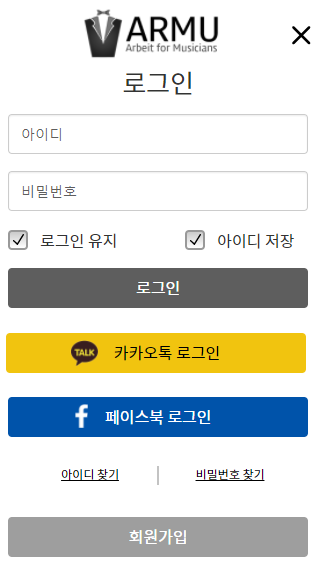 ARMU
Arbeit for Musicians
로그인
아이디
비밀번호
로그인 유지 아이디 저장
로그인
TALK 카카오톡 로그인
f 페이스북 로그인
아이디 찾기 | 비밀번호 찾기
회원가입